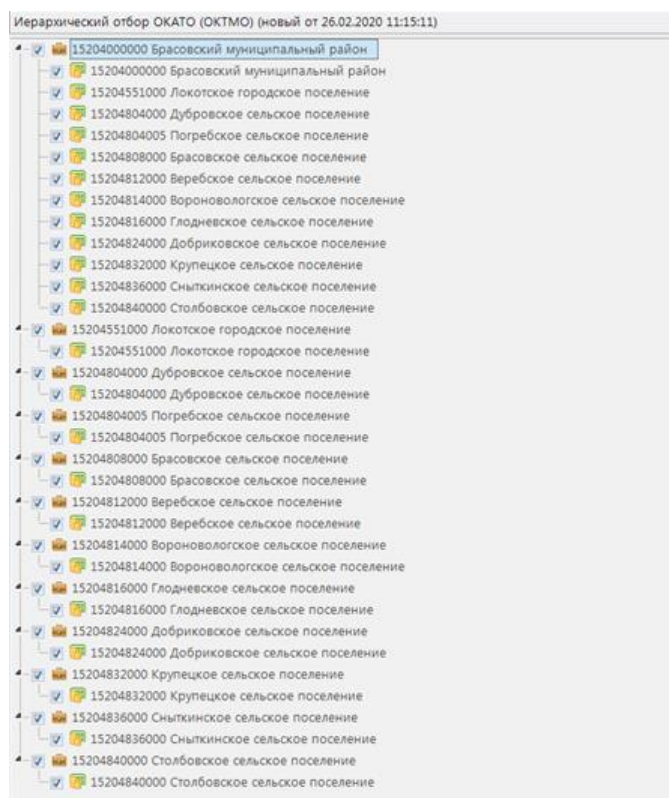 Иерархический отбор ОКАТО (ОКТМО) (новый от 26.02.2020 11:15:11)
15204000000 Брасовский муниципальный район
15204000000 Брасовский муниципальный район
15204551000 Локотское городское поселение
15204804000 Дубровское сельское поселение
15204804005 Погребское сельское поселение
15204808000 Брасовское сельское поселение
15204812000 Веребское сельское поселение
15204814000 Вороновологское сельское поселение
15204816000 Глодневское сельское поселение
15204824000 Добриковское сельское поселение
15204832000 Крупецкое сельское поселение
15204836000 Сныткинское сельское поселение
15204840000 Столбовское сельское поселение
15204551000 Локотское городское поселение
15204551000 Локотское городское поселение
15204804000 Дубровское сельское поселение
15204804000 Дубровское сельское поселение
15204804005 Погребское сельское поселение
15204804005 Погребское сельское поселение
15204808000 Брасовское сельское поселение
15204808000 Брасовское сельское поселение
15204812000 Веребское сельское поселение
15204812000 Веребское сельское поселение
15204814000 Вороновологское сельское поселение
15204814000 Вороновологское сельское поселение
15204816000 Глодневское сельское поселение
15204816000 Глодневское сельское поселение
15204824000 Добриковское сельское поселение
15204824000 Добриковское сельское поселение
15204832000 Крупецкое сельское поселение
15204832000 Крупецкое сельское поселение
15204836000 Сныткинское сельское поселение
15204836000 Сныткинское сельское поселение
15204840000 Столбовское сельское поселение
15204840000 Столбовское сельское поселение